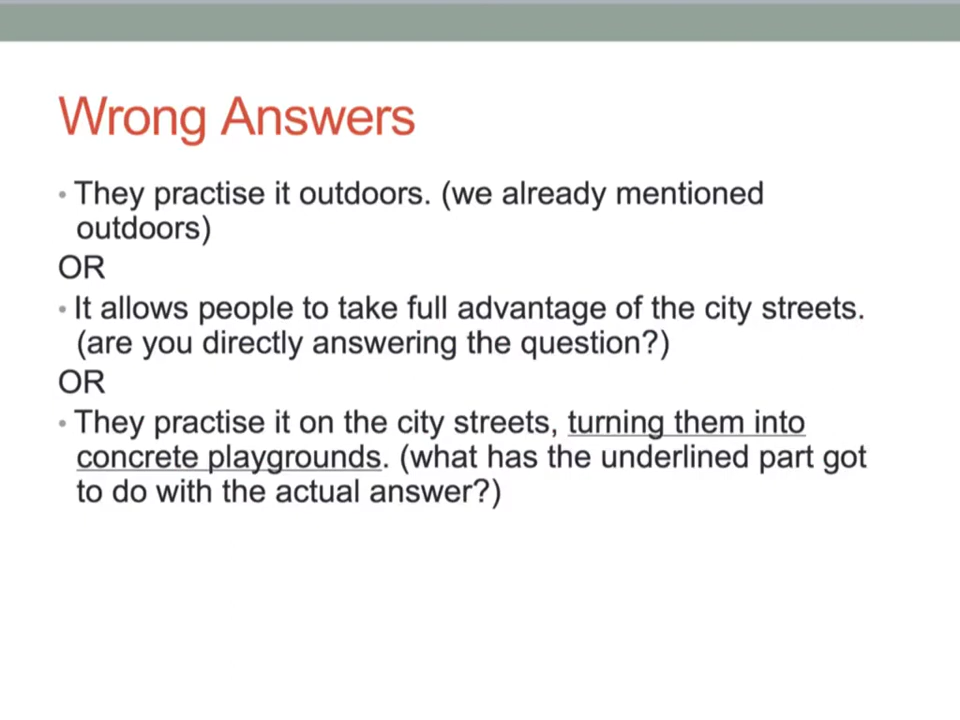 Wrong Answers
• They practise it outdoors. (we already mentioned
outdoors)
OR
• It allows people to take full advantage of the city streets.
(are you directly answering the question?)
OR
• They practise it on the city streets, turning them into
concrete playgrounds. (what has the underlined part got
to do with the actual answer?)